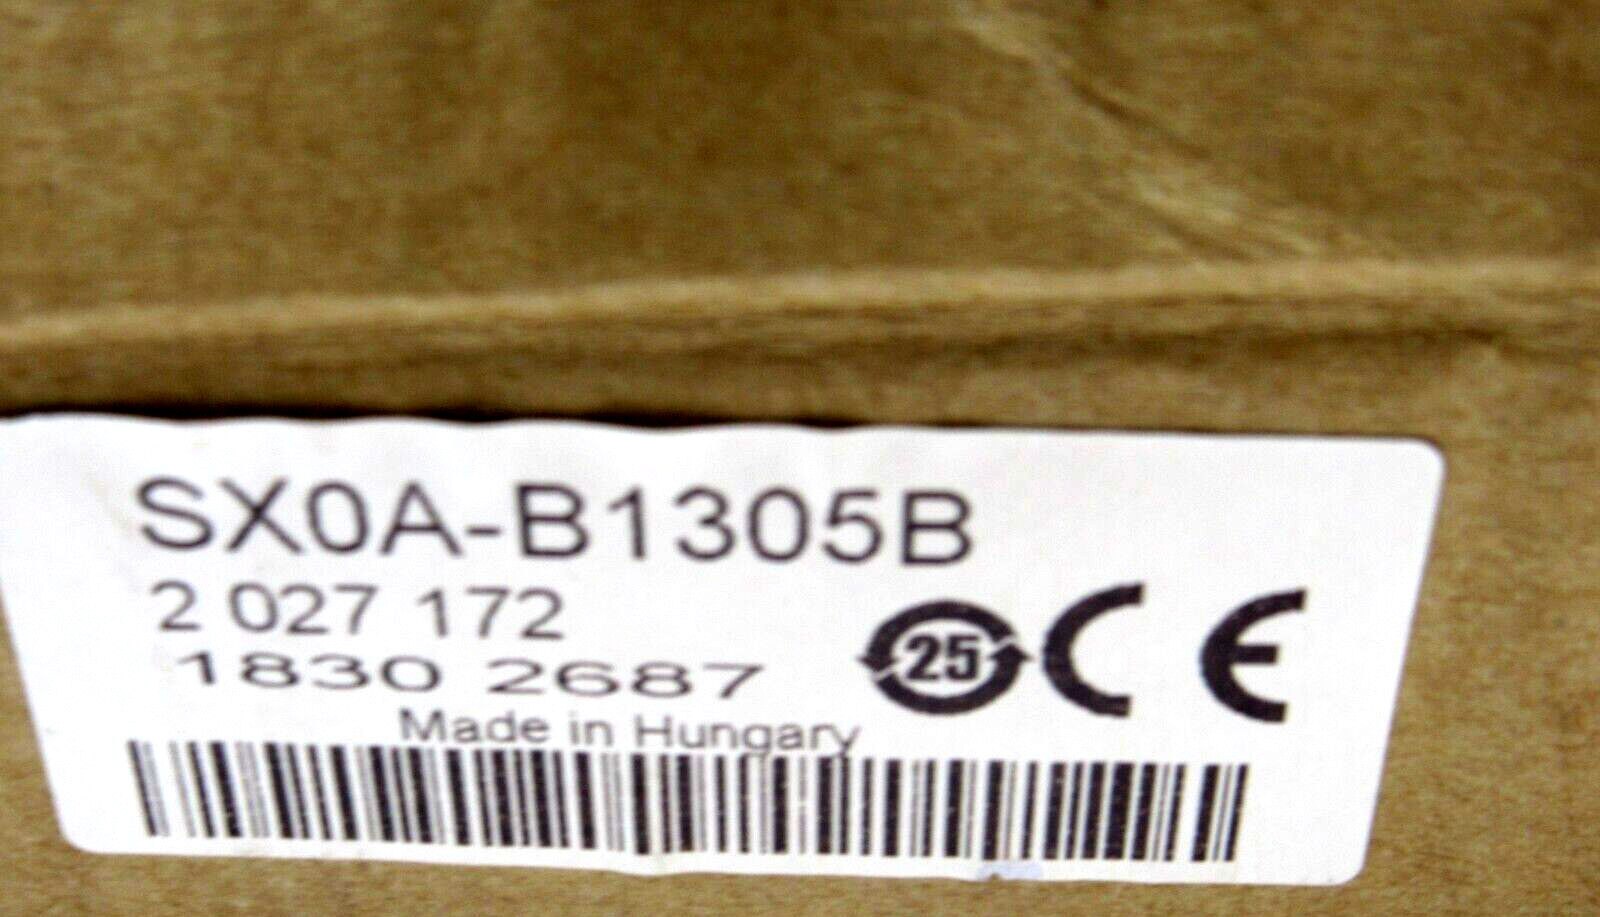 SX0A-B1305B
2 027 172
1830 2687
25 CE
Made in Hungary